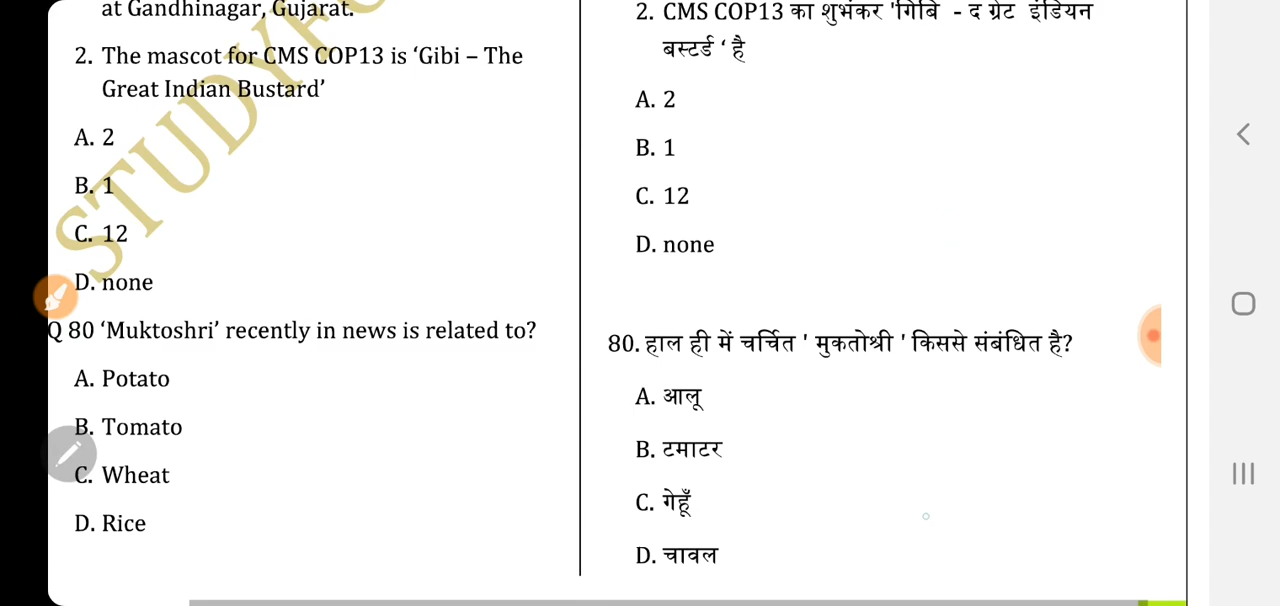 at Gandhinagar, Gujarat.
2. The mascot for CMS COP13 is ‘Gibi – The
Great Indian Bustard’
A. 2
B. 1
C. 12
D. none
Q 80 ‘Muktoshri’ recently in news is related to?
A. Potato
B. Tomato
C. Wheat
D. Rice
2. CMS COP13 का शुभंकर 'गिबि - द ग्रेट इंडियन
बस्टर्ड ‘ है
A. 2
B. 1
C. 12
D. none
80. हाल ही में चर्चित ' मुकतोश्री ' किससे संबंधित है?
A. आलू
B. टमाटर
C. गेहूँ
D. चावल